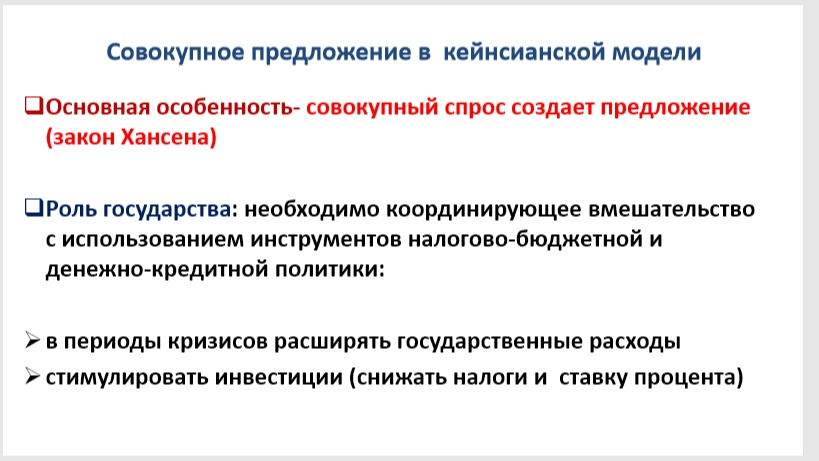 Совокупное предложение в кейнсианской модели
Основная особенность- совокупный спрос создает предложение
(закон Хансена)
Роль государства: необходимо координирующее вмешательство
с использованием инструментов налогово-бюджетной и
денежно-кредитной политики:
в периоды кризисов расширять государственные расходы
стимулировать инвестиции (снижать налоги и ставку процента)